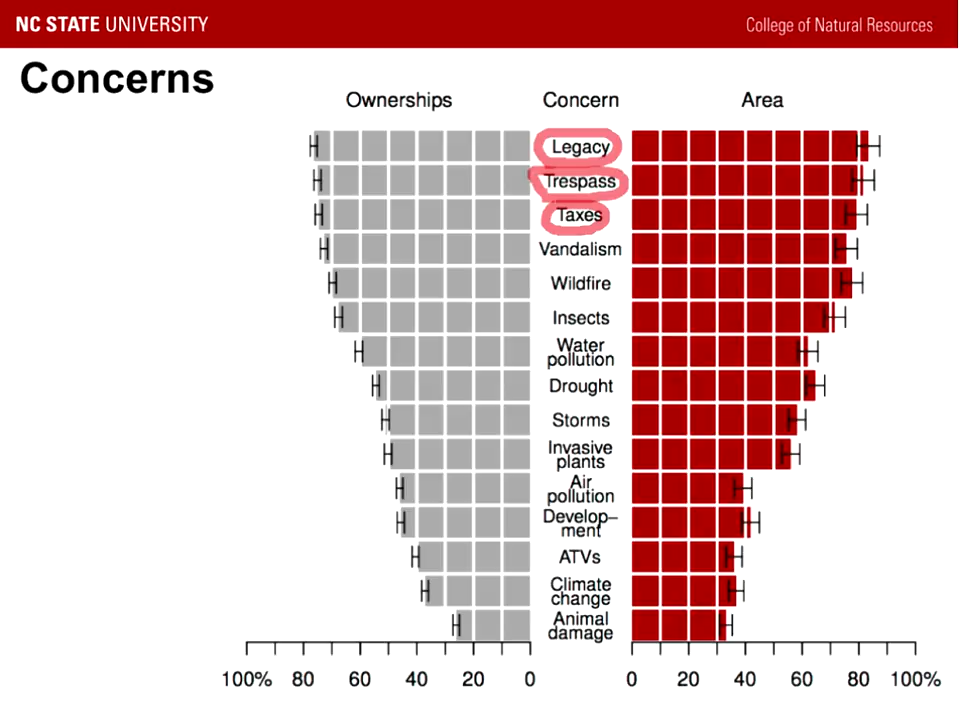 NC STATE UNIVERSITY
College of Natural Resources
Concerns
Ownerships
Concern
Area
Legacy
Trespass
Taxes
Vandalism
Wildfire
Insects
Water
pollution
Drought
Storms
Invasive
plants
Air
pollution
Develop–
ment
ATVs
Climate
change
Animal
damage
100% 80 60 40 20 0
0 20 40 60 80 100%